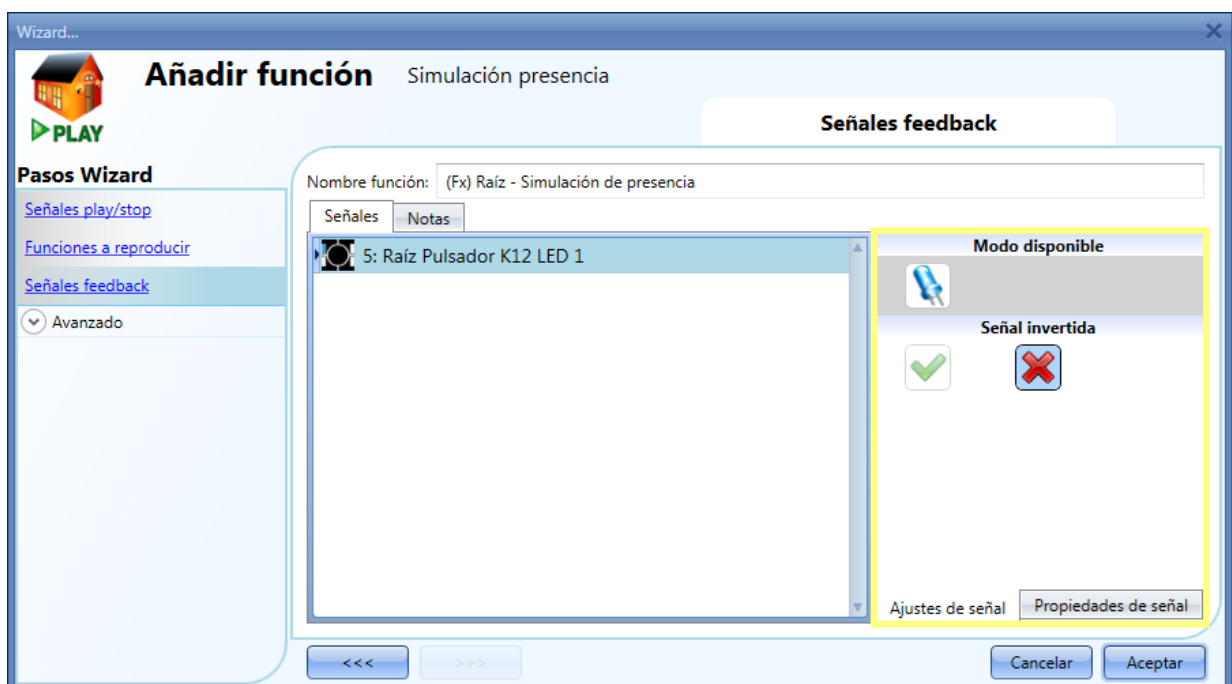 Wizard...
Añadir función
Simulación presencia
PLAY
Señales feedback
Pasos Wizard
Señales play/stop
Funciones a reproducir
Señales feedback
Avanzado
Nombre función: (Fx) Raíz - Simulación de presencia
Señales
Notas
5: Raíz Pulsador K12 LED 1
Modo disponible
Señal invertida
Ajustes de señal
Propiedades de señal
<<<
>>>
Cancelar
Aceptar